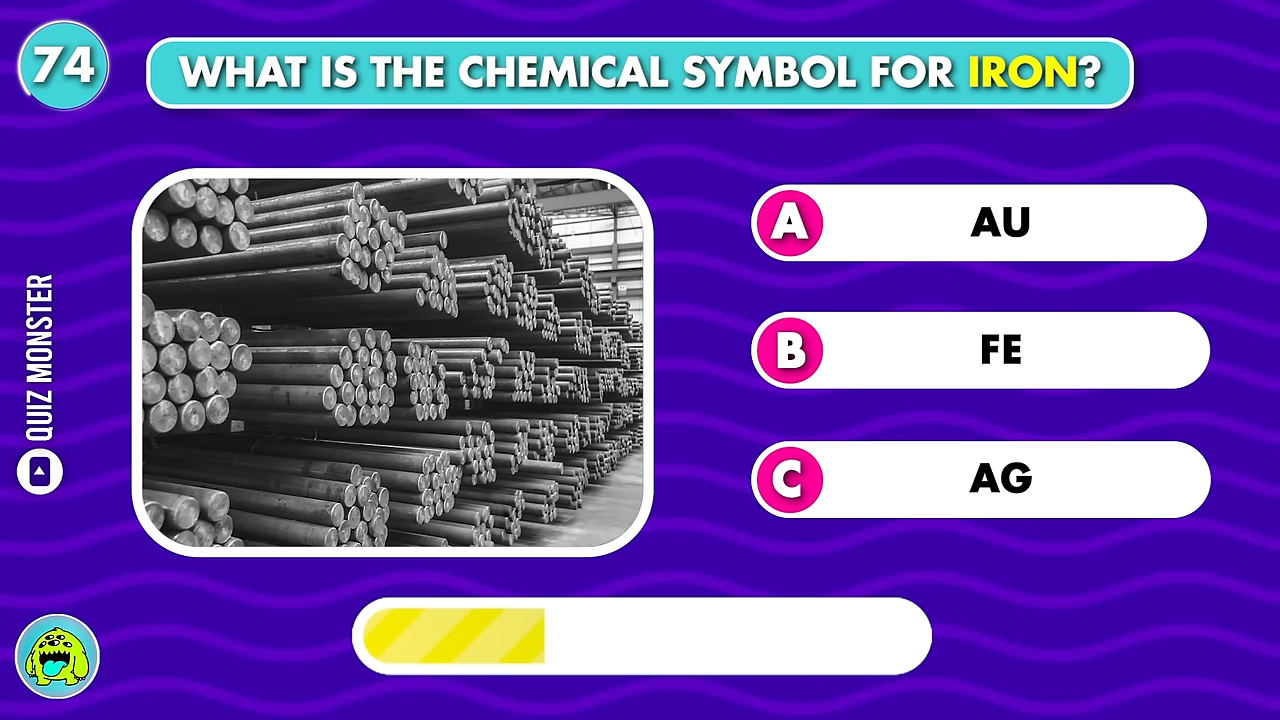 74
WHAT IS THE CHEMICAL SYMBOL FOR IRON?
A AU
B FE
C AG
QUIZ MONSTER